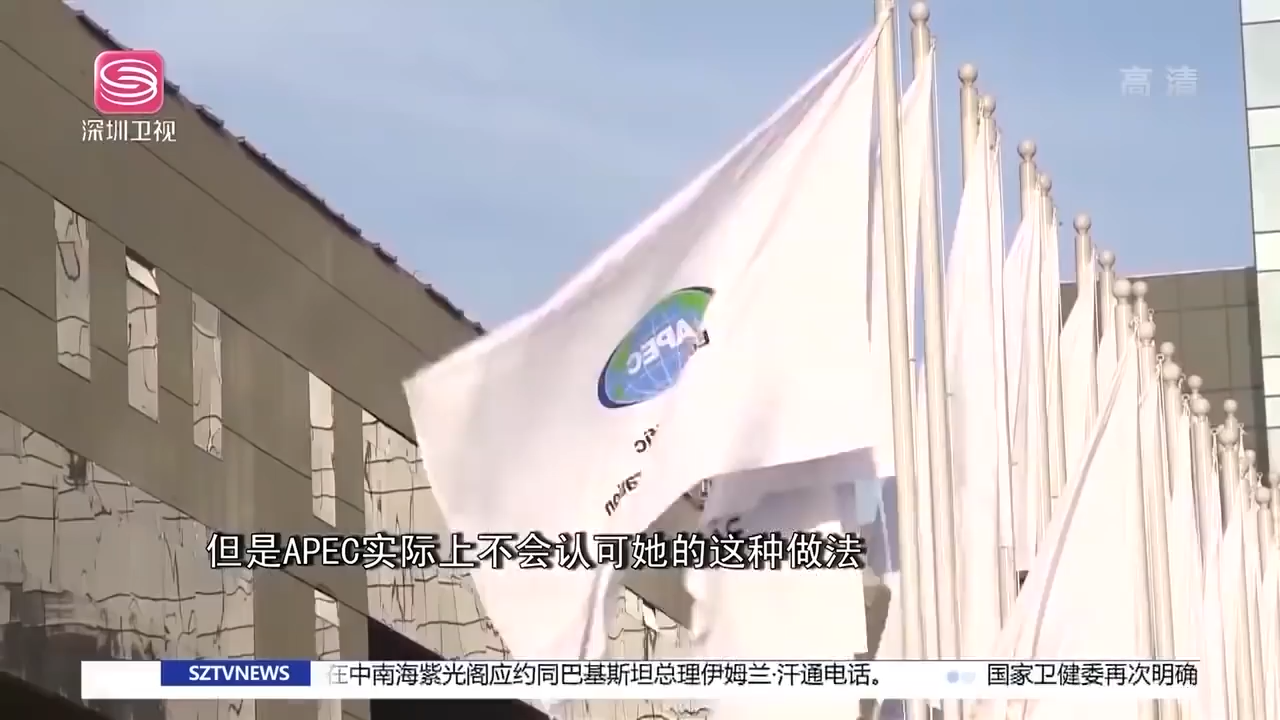 深圳卫视
高清
APEC
但是APEC实际上不会认可她的这种做法
SZTVNEWS
在中南海紫光阁应约同巴基斯坦总理伊姆兰·汗通电话。
国家卫健委再次明确